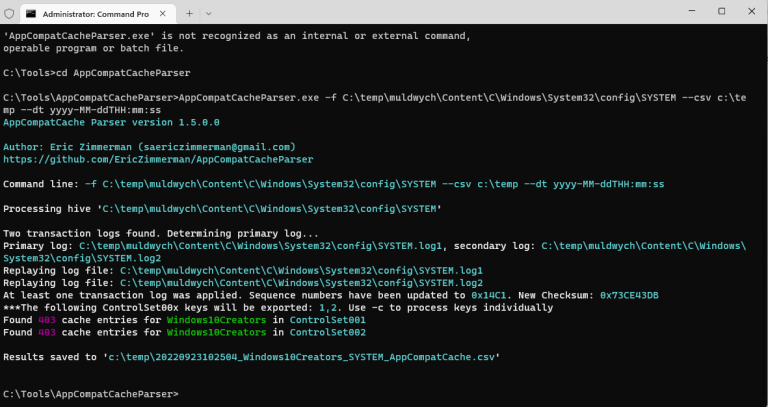 Administrator: Command Pro
'AppCompatCacheParser.exe' is not recognized as an internal or external command,
operable program or batch file.
C:\Tools>cd AppCompatCacheParser
C:\Tools\AppCompatCacheParser>AppCompatCacheParser.exe -f C:\temp\muldwych\Content\C\Windows\System32\config\SYSTEM --csv c:\te
mp --dt yyyy-MM-ddTHH:mm:ss
AppCompatCache Parser version 1.5.0.0
Author: Eric Zimmerman (saericzimmerman@gmail.com)
https://github.com/EricZimmerman/AppCompatCacheParser
Command line: -f C:\temp\muldwych\Content\C\Windows\System32\config\SYSTEM --csv c:\temp --dt yyyy-MM-ddTHH:mm:ss
Processing hive 'C:\temp\muldwych\Content\C\Windows\System32\config\SYSTEM'
Two transaction logs found. Determining primary log...
Primary log: C:\temp\muldwych\Content\C\Windows\System32\config\SYSTEM.log1, secondary log: C:\temp\muldwych\Content\C\Windows\
System32\config\SYSTEM.log2
Replaying log file: C:\temp\muldwych\Content\C\Windows\System32\config\SYSTEM.log1
Replaying log file: C:\temp\muldwych\Content\C\Windows\System32\config\SYSTEM.log2
At least one transaction log was applied. Sequence numbers have been updated to 0x14C1. New Checksum: 0x73CE43DB
***The following ControlSet00x keys will be exported: 1,2. Use -c to process keys individually
Found 403 cache entries for Windows10Creators in ControlSet001
Found 403 cache entries for Windows10Creators in ControlSet002
Results saved to 'c:\temp\20220923102504_Windows10Creators_SYSTEM_AppCompatCache.csv'
C:\Tools\AppCompatCacheParser>